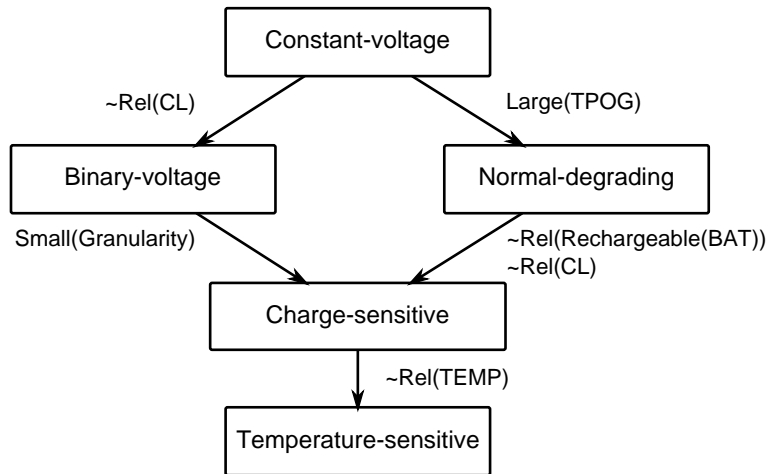 Constant-voltage
~Rel(CL)
Large(TPOG)
Binary-voltage
Normal-degrading
Small(Granularity)
~Rel(Rechargeable(BAT))
~Rel(CL)
Charge-sensitive
~Rel(TEMP)
Temperature-sensitive